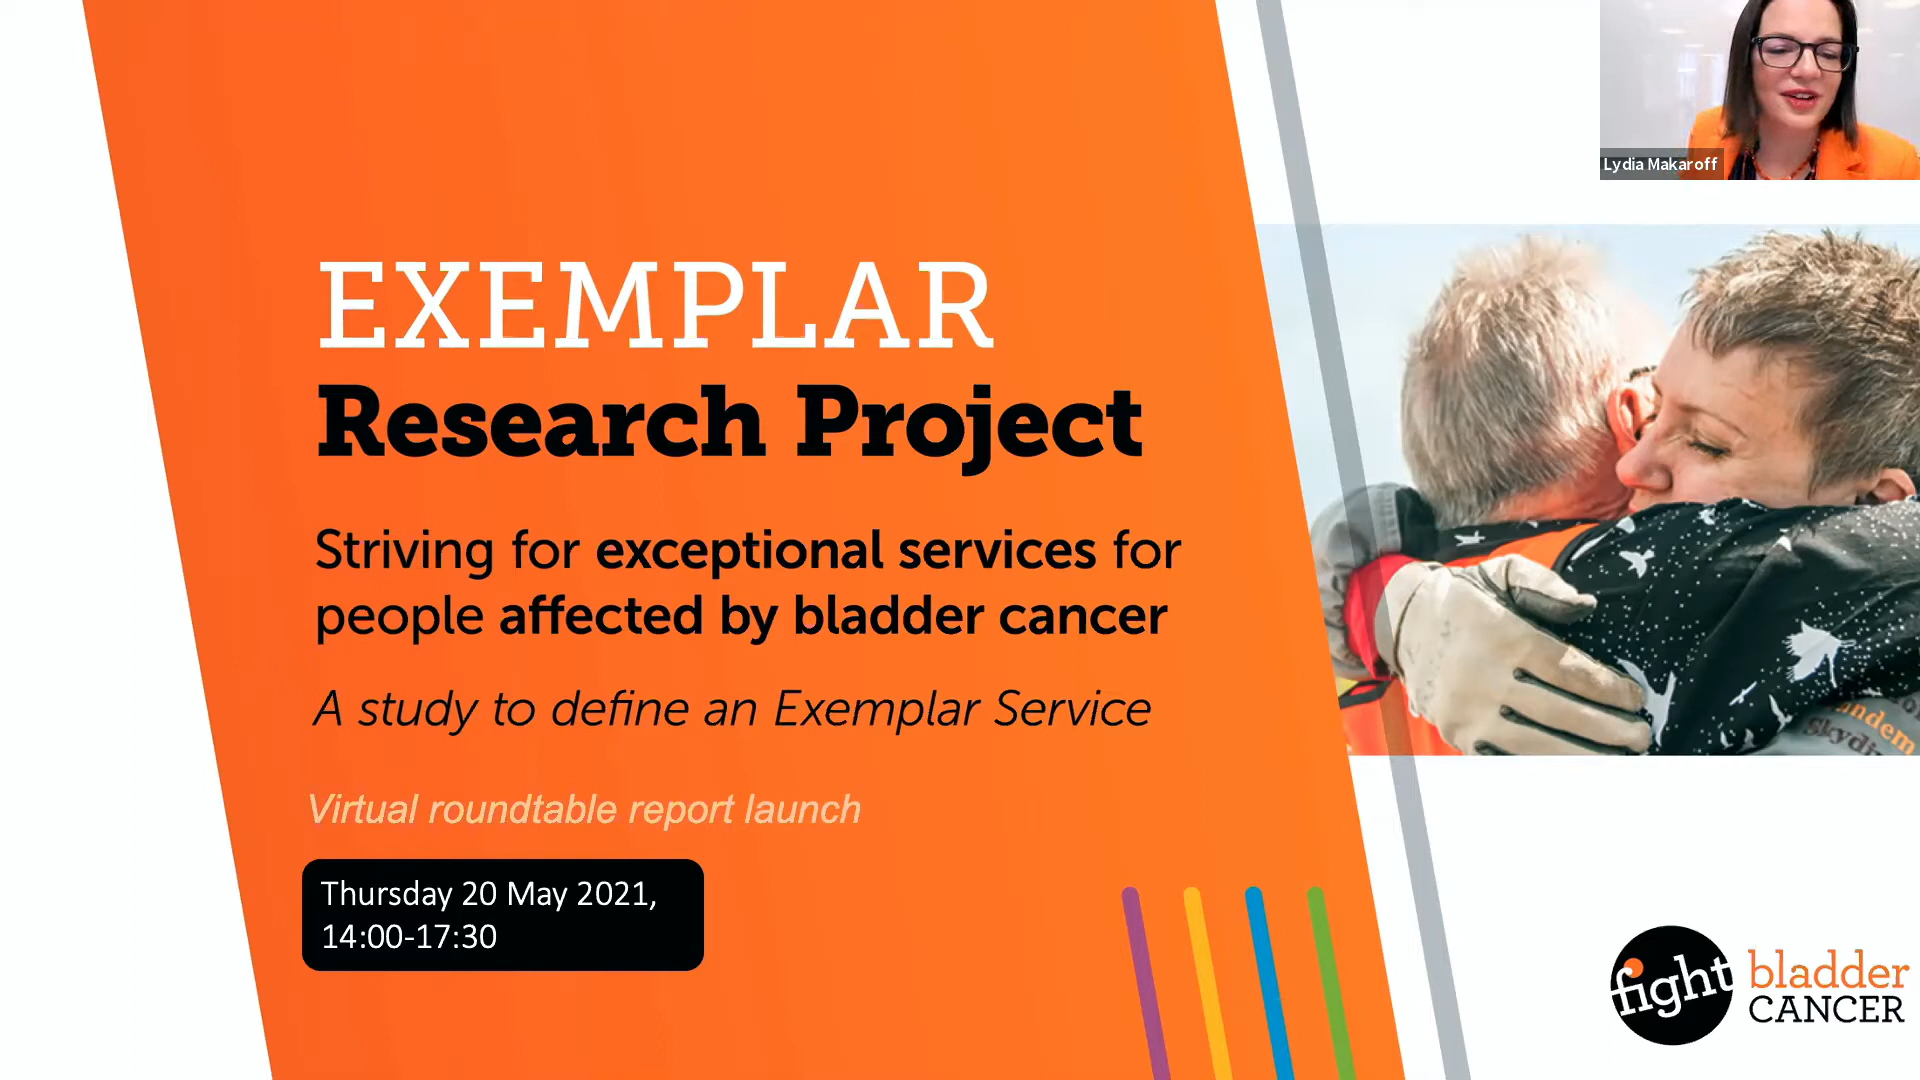 Lydia Makaroff
EXEMPLAR
Research Project
Striving for exceptional services for
people affected by bladder cancer
A study to define an Exemplar Service
Virtual roundtable report launch
Thursday 20 May 2021,
14:00-17:30
fight bladder
CANCER